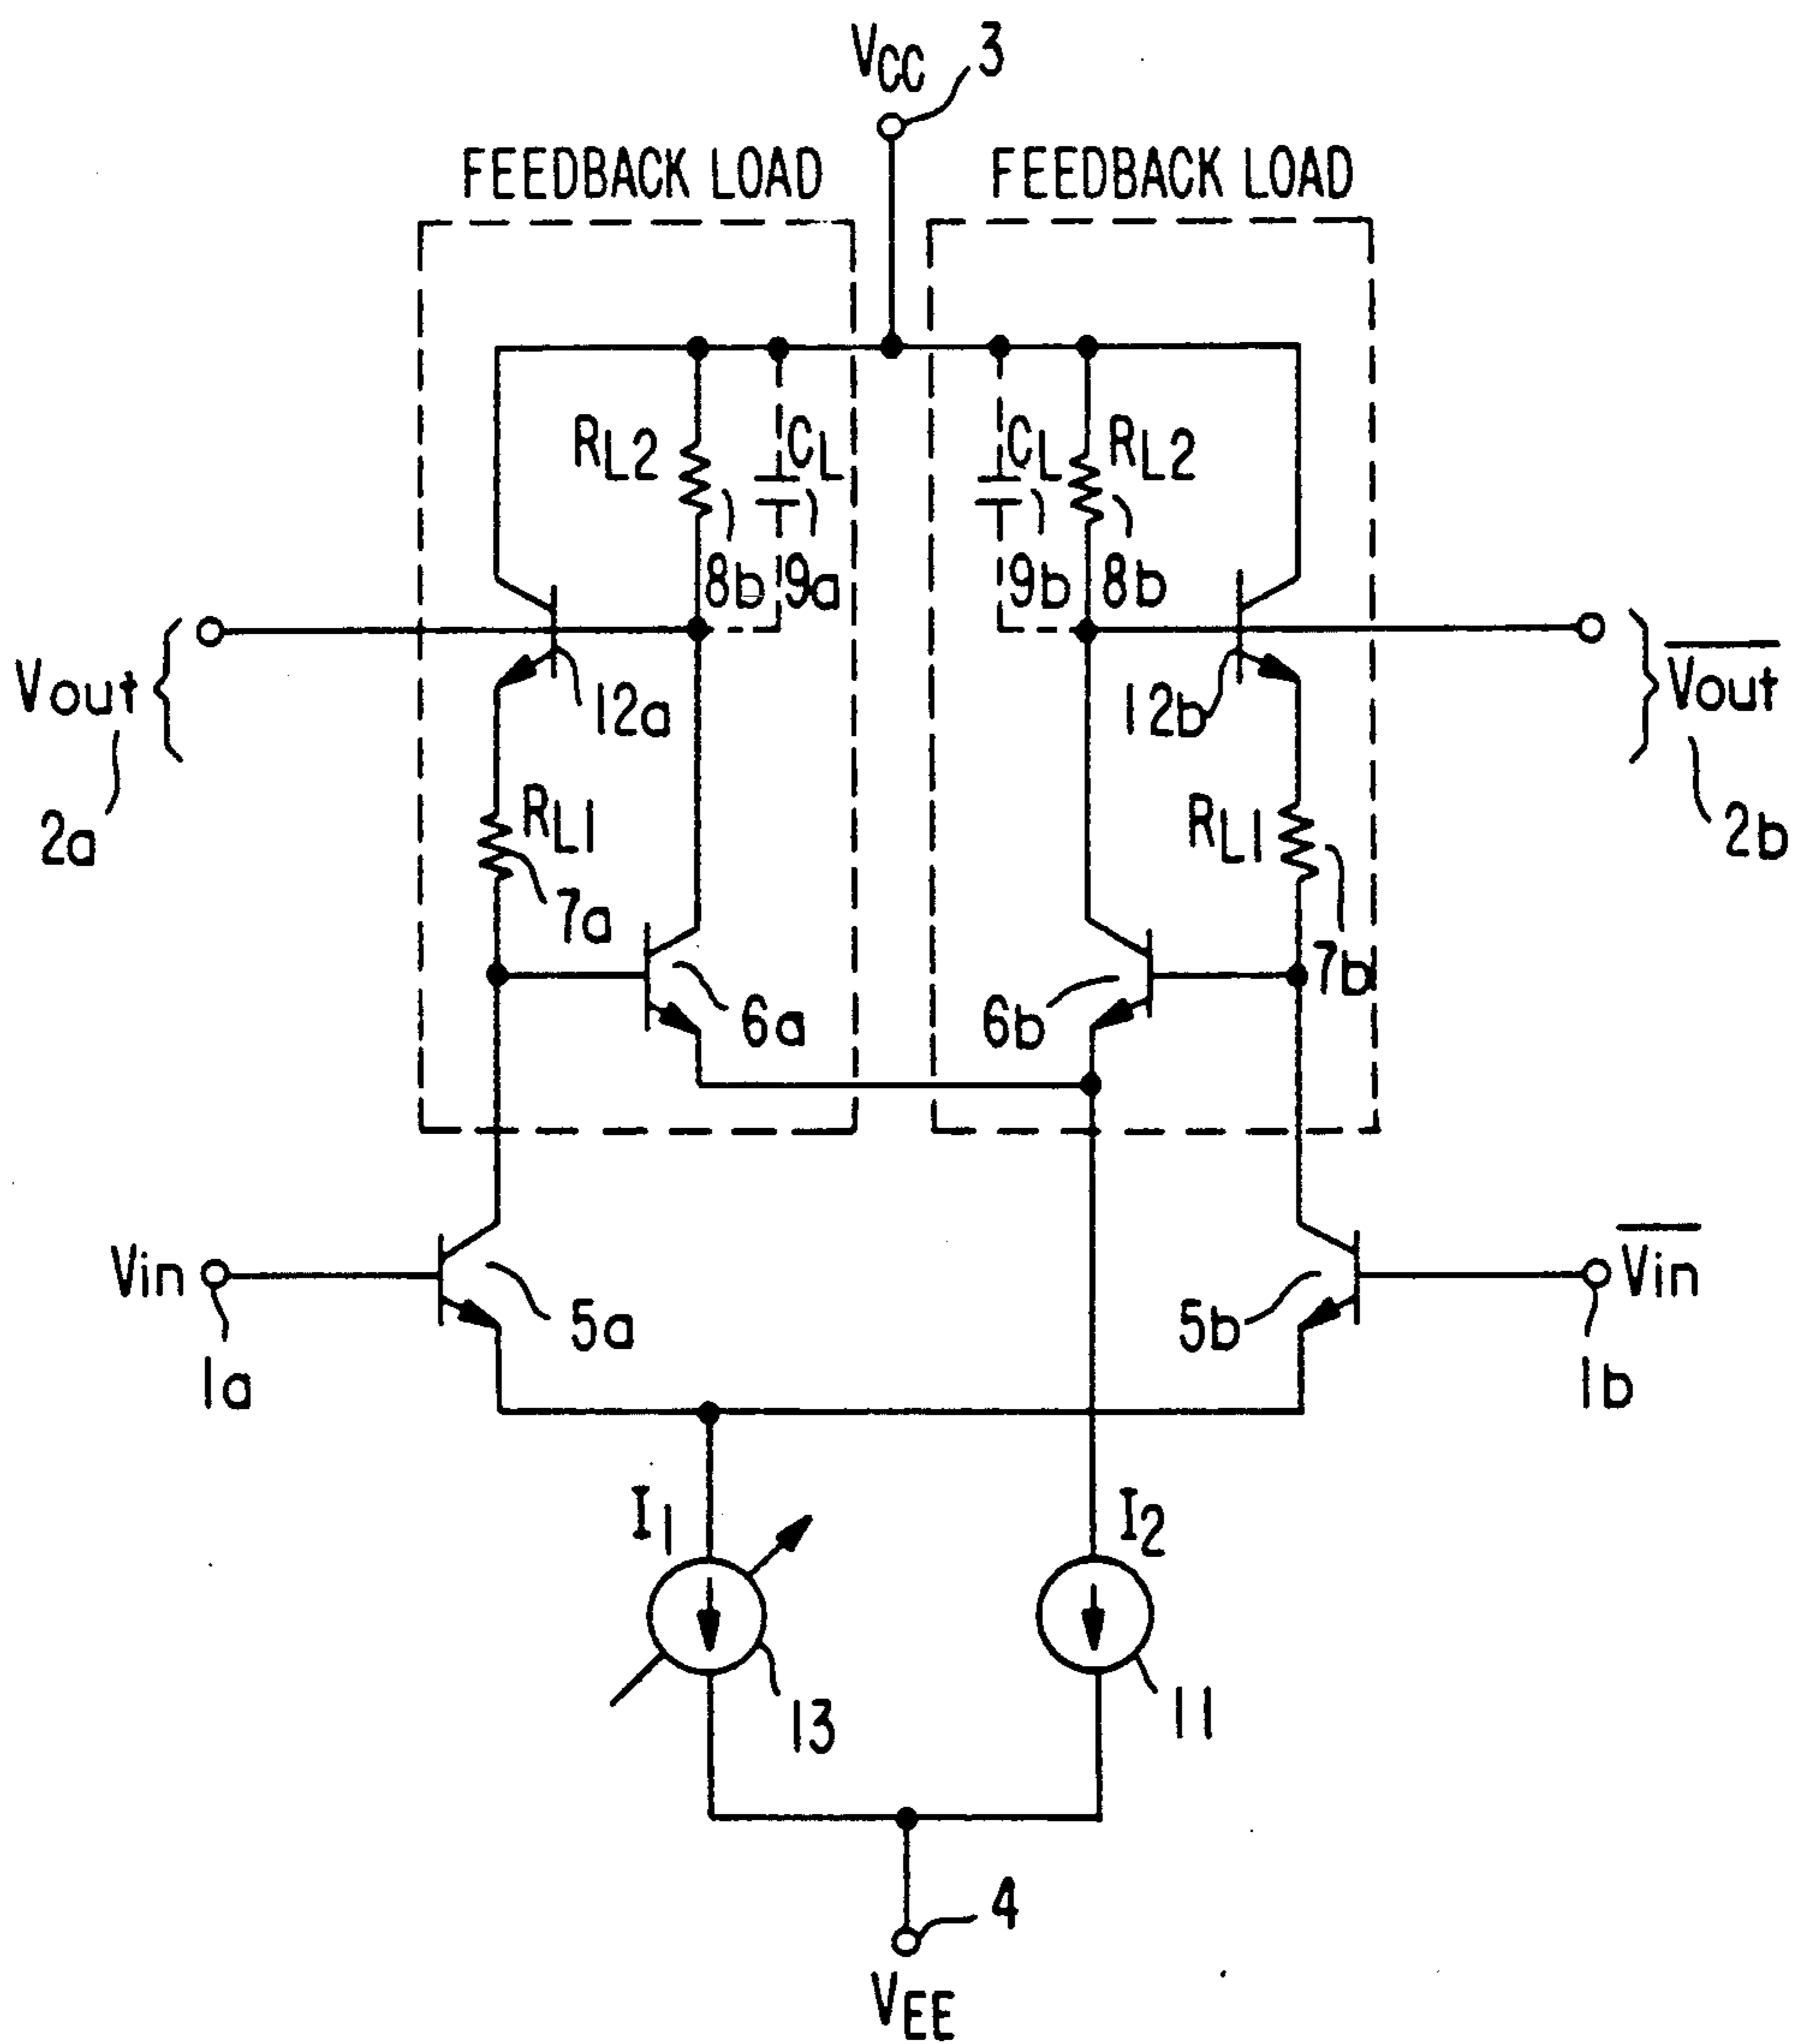 VCC 3
FEEDBACK LOAD FEEDBACK LOAD
RL2 CL CL RL2
8b 9a 9b 8b
Vout 12a 12b Vout
2a RL1 RL1 2b
7a 7b
6a 6b
Vin 5a 5b Vin
1a 1b
I1 I2
13 11
4
VEE